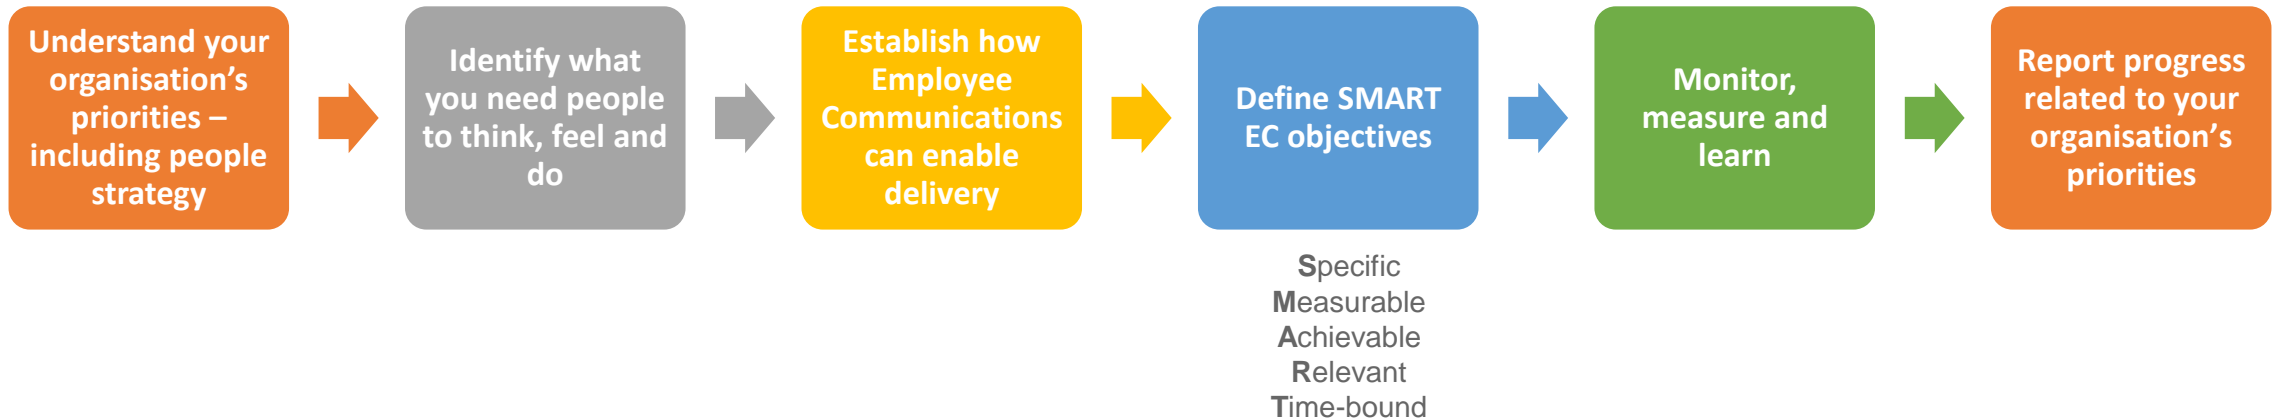 Understand your
organisation’s
priorities –
including people
strategy
Identify what
you need people
to think, feel and
do
Establish how
Employee
Communications
can enable
delivery
Define SMART
EC objectives
Specific
Measurable
Achievable
Relevant
Time-bound
Monitor,
measure and
learn
Report progress
related to your
organisation’s
priorities